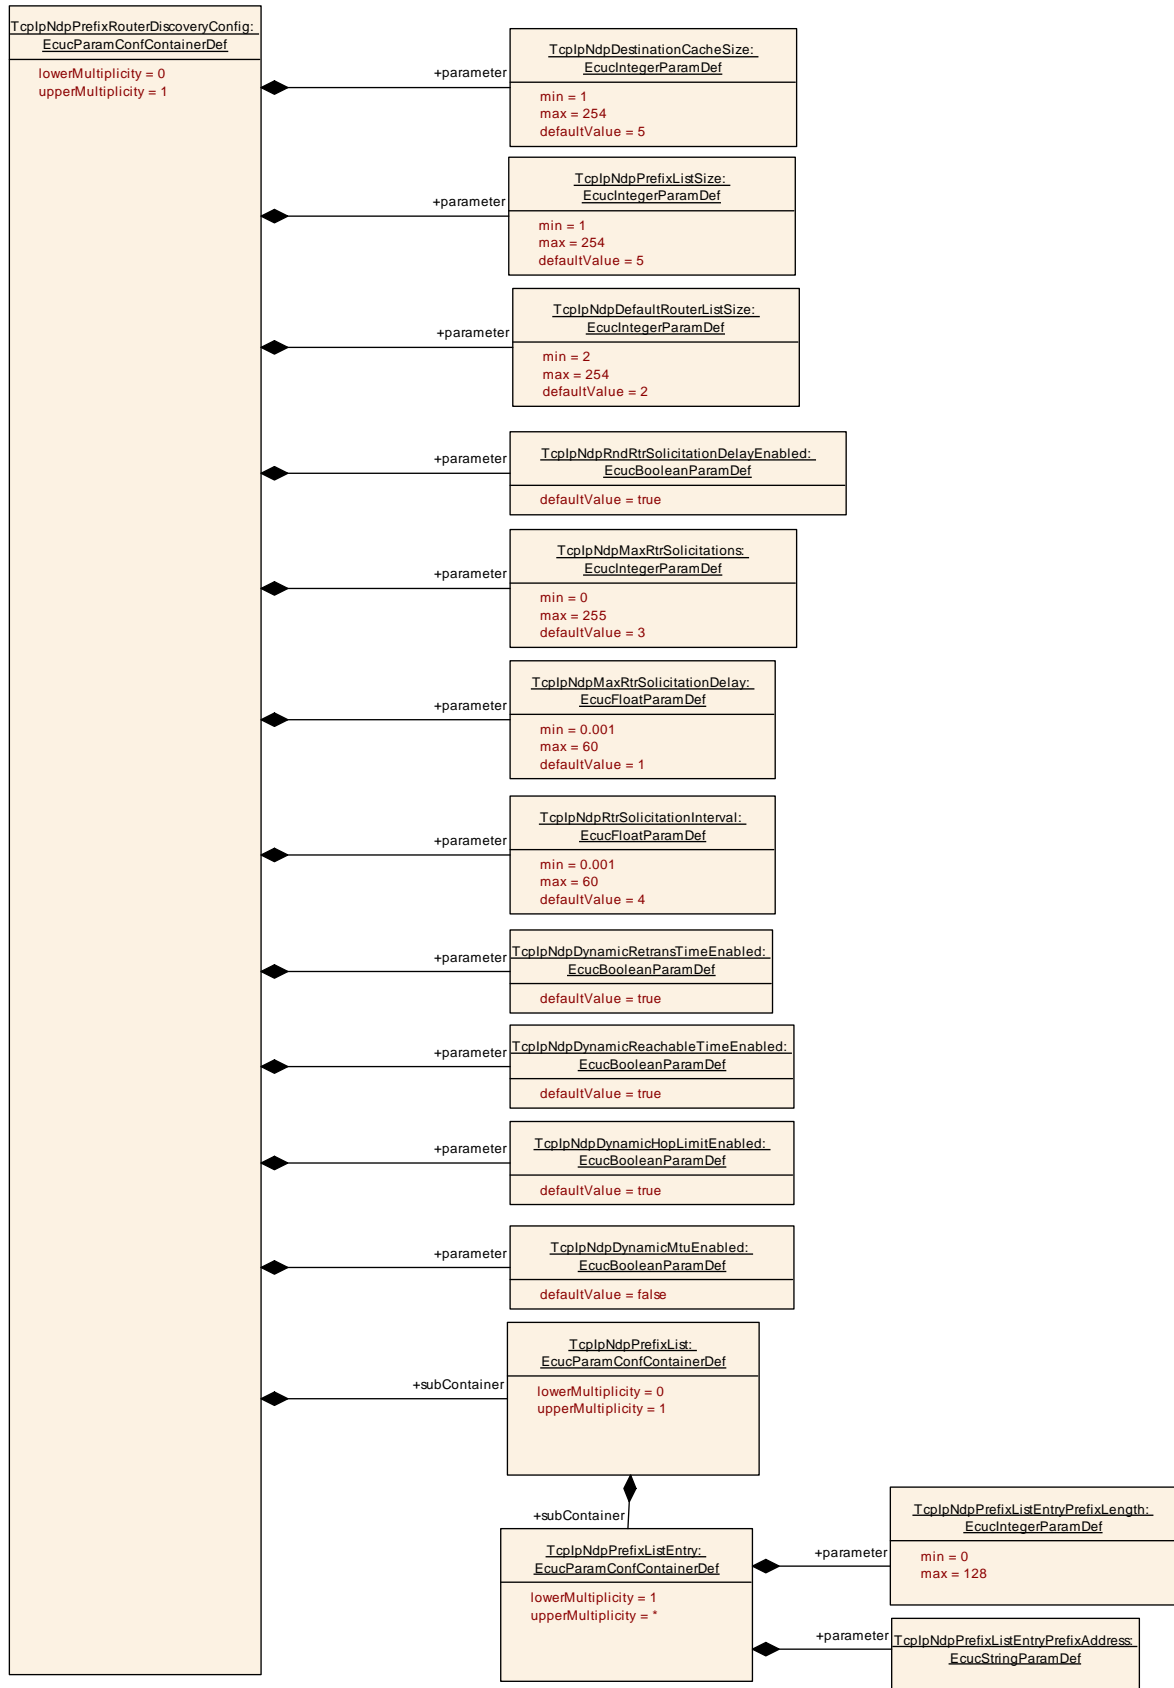 TcpIpNdpPrefixRouterDiscoveryConfig:
EcucParamConfContainerDef
lowerMultiplicity = 0
upperMultiplicity = 1
+parameter
TcpIpNdpDestinationCacheSize:
EcucIntegerParamDef
min = 1
max = 254
defaultValue = 5
+parameter
TcpIpNdpPrefixListSize:
EcucIntegerParamDef
min = 1
max = 254
defaultValue = 5
+parameter
TcpIpNdpDefaultRouterListSize:
EcucIntegerParamDef
min = 2
max = 254
defaultValue = 2
+parameter
TcpIpNdpRndRtrSolicitationDelayEnabled:
EcucBooleanParamDef
defaultValue = true
+parameter
TcpIpNdpMaxRtrSolicitations:
EcucIntegerParamDef
min = 0
max = 255
defaultValue = 3
+parameter
TcpIpNdpMaxRtrSolicitationDelay:
EcucFloatParamDef
min = 0.001
max = 60
defaultValue = 1
+parameter
TcpIpNdpRtrSolicitationInterval:
EcucFloatParamDef
min = 0.001
max = 60
defaultValue = 4
+parameter
TcpIpNdpDynamicRetransTimeEnabled:
EcucBooleanParamDef
defaultValue = true
+parameter
TcpIpNdpDynamicReachableTimeEnabled:
EcucBooleanParamDef
defaultValue = true
+parameter
TcpIpNdpDynamicHopLimitEnabled:
EcucBooleanParamDef
defaultValue = true
+parameter
TcpIpNdpDynamicMtuEnabled:
EcucBooleanParamDef
defaultValue = false
+subContainer
TcpIpNdpPrefixList:
EcucParamConfContainerDef
lowerMultiplicity = 0
upperMultiplicity = 1
+subContainer
TcpIpNdpPrefixListEntry:
EcucParamConfContainerDef
lowerMultiplicity = 1
upperMultiplicity = *
+parameter
TcpIpNdpPrefixListEntryPrefixLength:
EcucIntegerParamDef
min = 0
max = 128
+parameter
TcpIpNdpPrefixListEntryPrefixAddress:
EcucStringParamDef